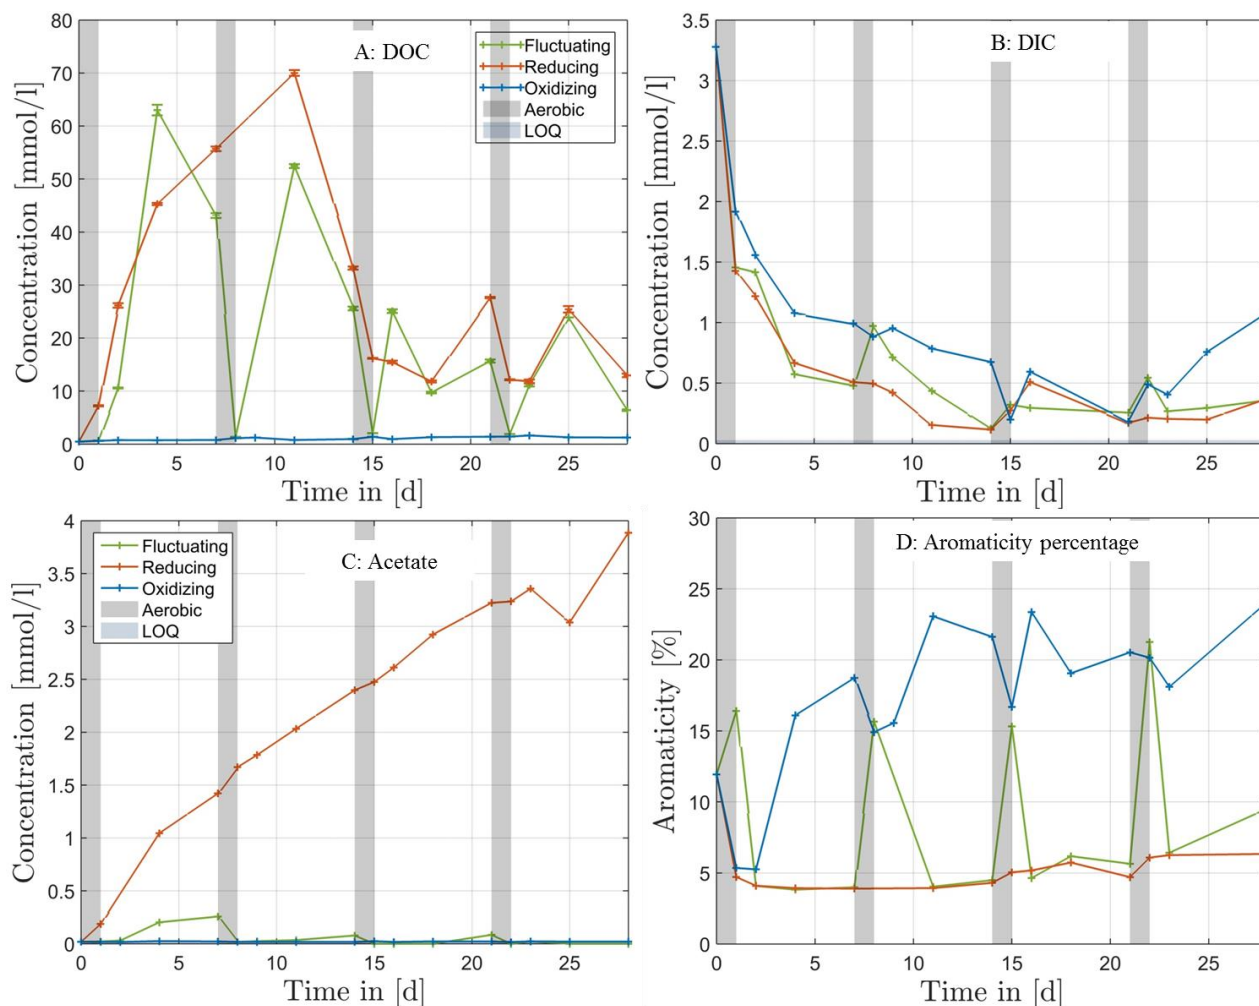 A: DOC
Fluctuating
Reducing
Oxidizing
Aerobic
LOQ
80
70
60
50
40
30
20
10
0
0 5 10 15 20 25
Concentration [mmol/l]
Time in [d]
B: DIC
3.5
3
2.5
2
1.5
1
0.5
0
0 5 10 15 20 25
Concentration [mmol/l]
Time in [d]
C: Acetate
Fluctuating
Reducing
Oxidizing
Aerobic
LOQ
4
3.5
3
2.5
2
1.5
1
0.5
0
0 5 10 15 20 25
Concentration [mmol/l]
Time in [d]
D: Aromaticity percentage
30
25
20
15
10
5
0
0 5 10 15 20 25
Aromaticity [%]
Time in [d]